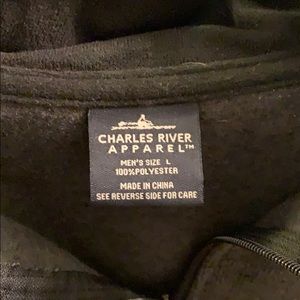 CHARLES RIVER
APPAREL™
MEN'S SIZE L
100%POLYESTER
MADE IN CHINA
SEE REVERSE SIDE FOR CARE